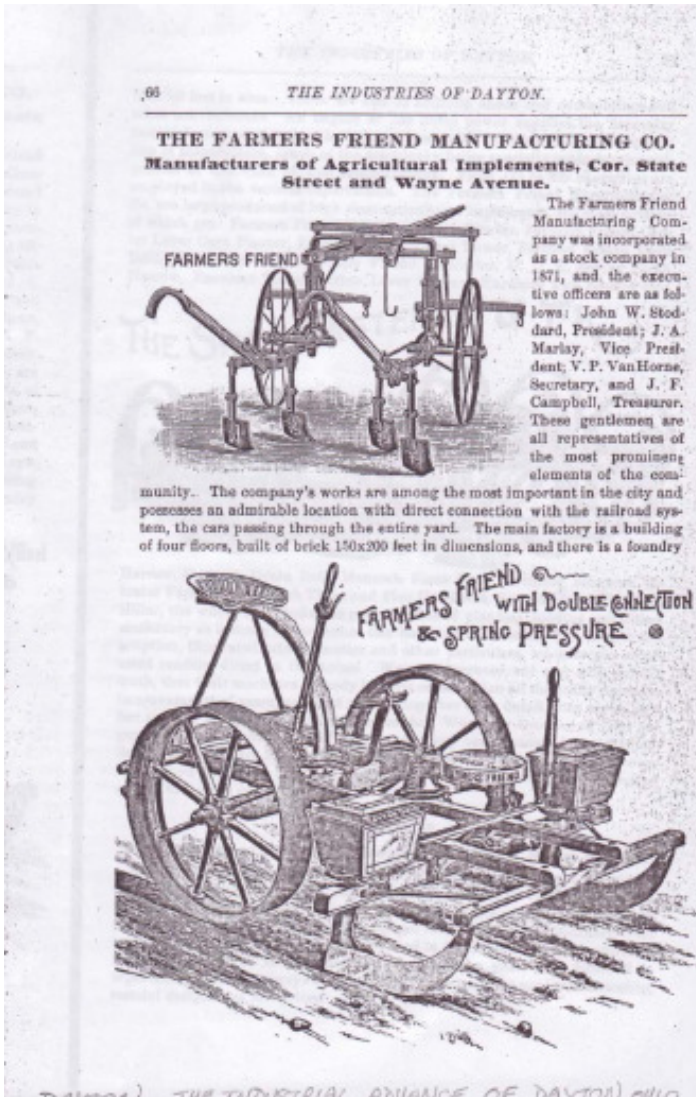 66
THE INDUSTRIES OF DAYTON.
THE FARMERS FRIEND MANUFACTURING CO.
Manufacturers of Agricultural Implements, Cor. State
Street and Wayne Avenue.
FARMERS FRIEND
The Farmers Friend
Manufacturing Com-
pany was incorporated
as a stock company in
1871, and the execu-
tive officers are as fol-
lows: John W. Stod-
dard, President; J. A.
Marlay, Vice Presi-
dent; V. P. VanHorne,
Secretary, and J. F.
Campbell, Treasurer.
These gentlemen are
all representatives of
the most prominent
elements of the com-
munity. The company's works are among the most important in the city and
possesses an admirable location with direct connection with the railroad sys-
tem, the cars passing through the entire yard. The main factory is a building
of four floors, built of brick 150x200 feet in dimensions, and there is a foundry
FARMERS FRIEND
WITH DOUBLE CONNECTION
& SPRING PRESSURE
FRIEND
THE INDUSTRIAL ADVANCE OF DAYTON, OHIO